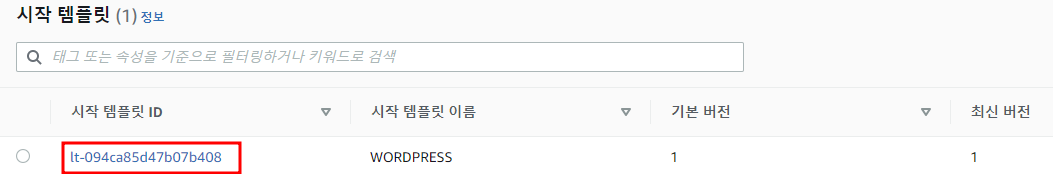 시작 템플릿 (1) 정보
태그 또는 속성을 기준으로 필터링하거나 키워드로 검색
시작 템플릿 ID 시작 템플릿 이름 기본 버전 최신 버전
lt-094ca85d47b07b408 WORDPRESS 1 1